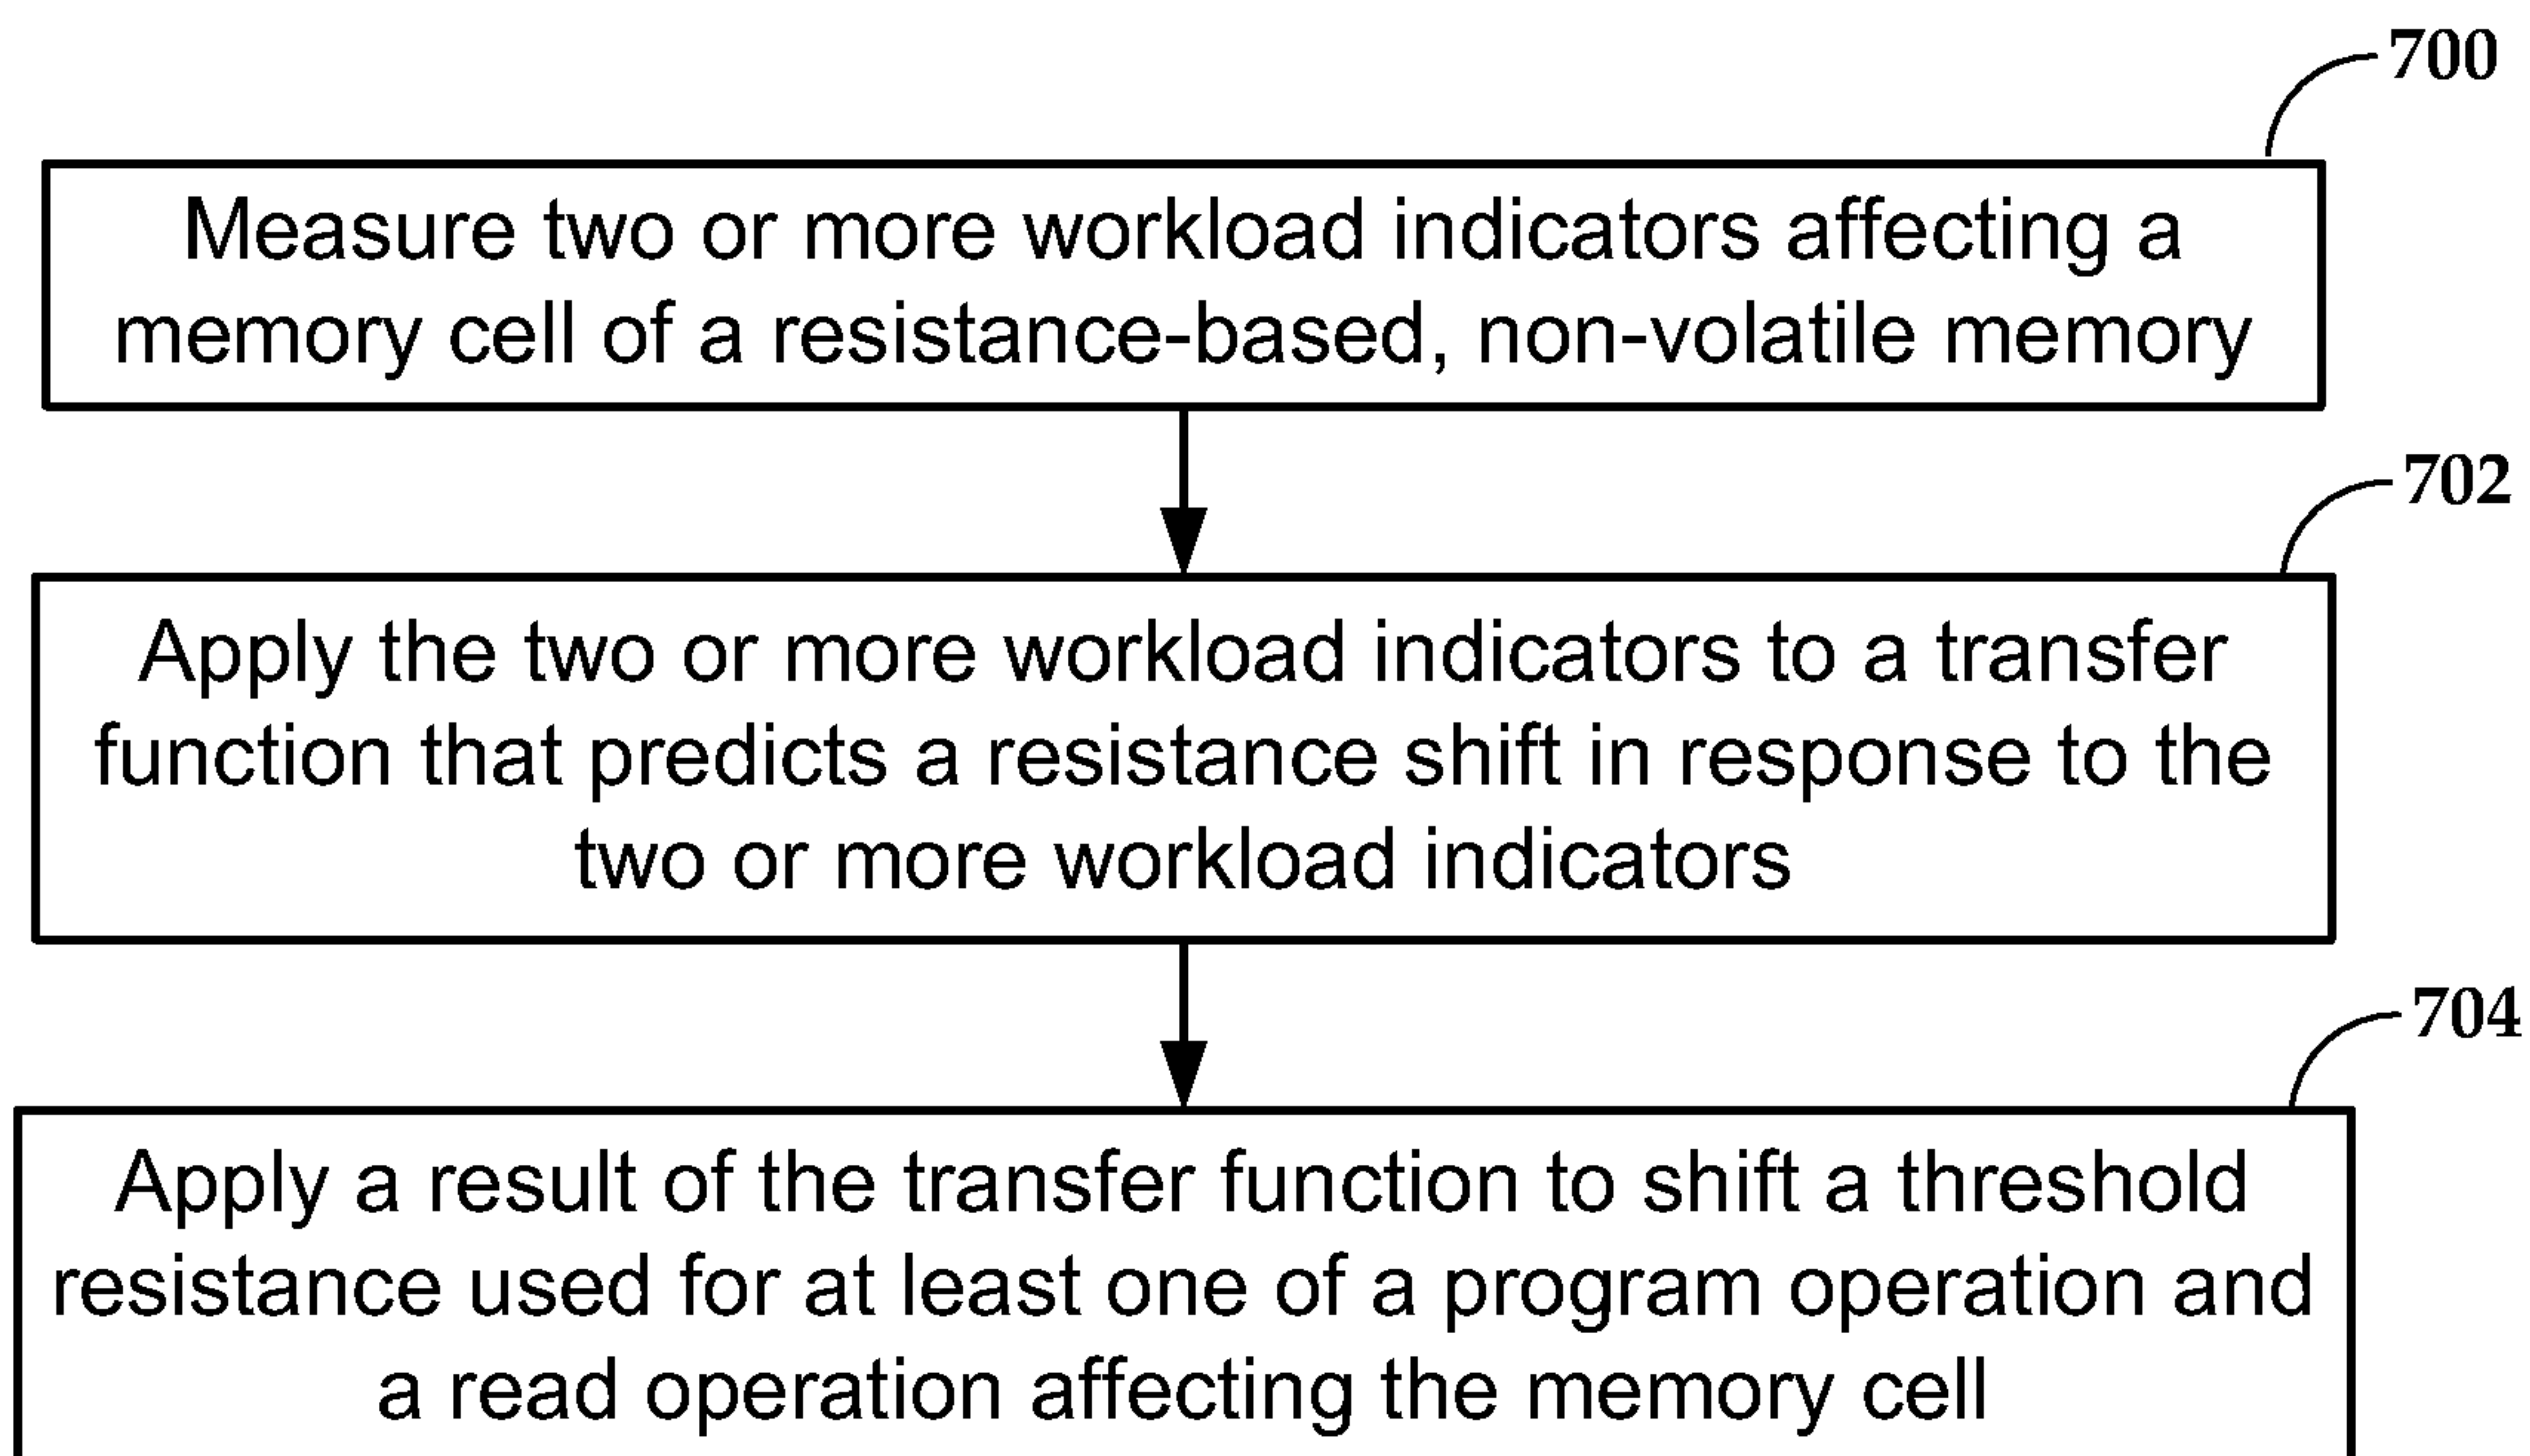 700
Measure two or more workload indicators affecting a
memory cell of a resistance-based, non-volatile memory
702
Apply the two or more workload indicators to a transfer
function that predicts a resistance shift in response to the
two or more workload indicators
704
Apply a result of the transfer function to shift a threshold
resistance used for at least one of a program operation and
a read operation affecting the memory cell